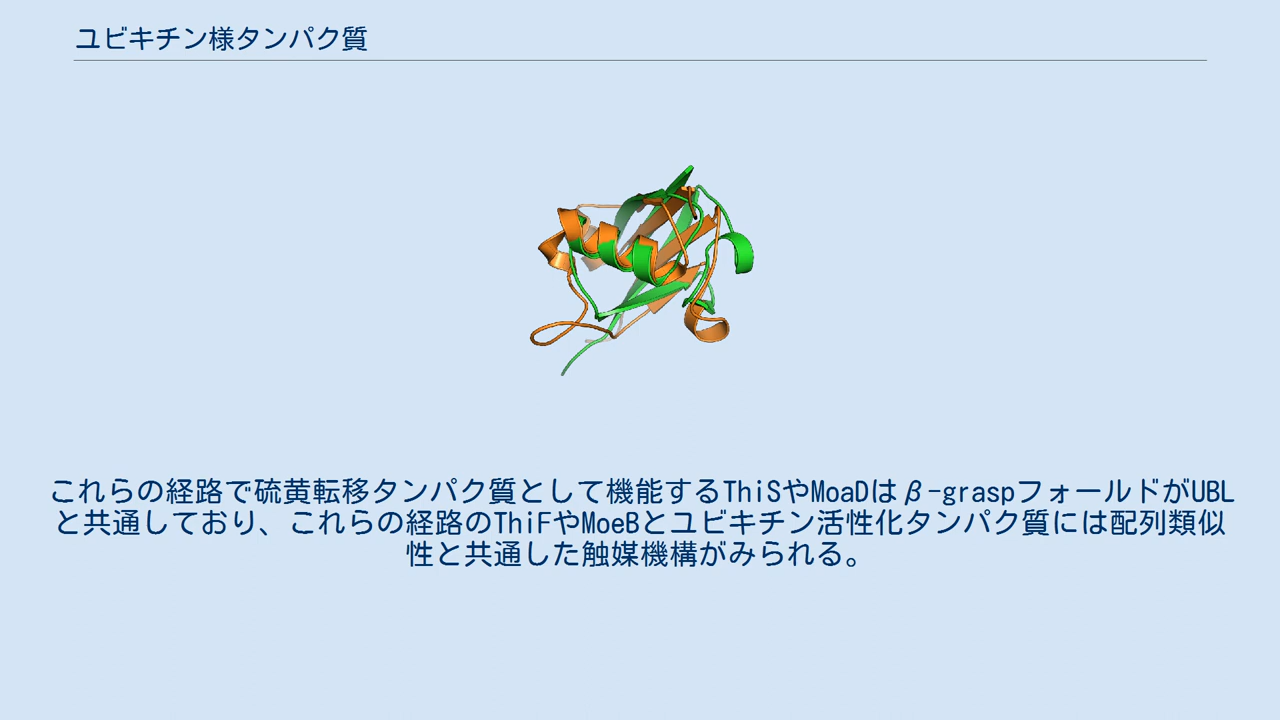 ユビキチン様タンパク質
これらの経路で硫黄転移タンパク質として機能するThiSやMoaDはβ-graspフォールドがUBL
と共通しており、これらの経路のThiFやMoeBとユビキチン活性化タンパク質には配列類似
性と共通した触媒機構がみられる。